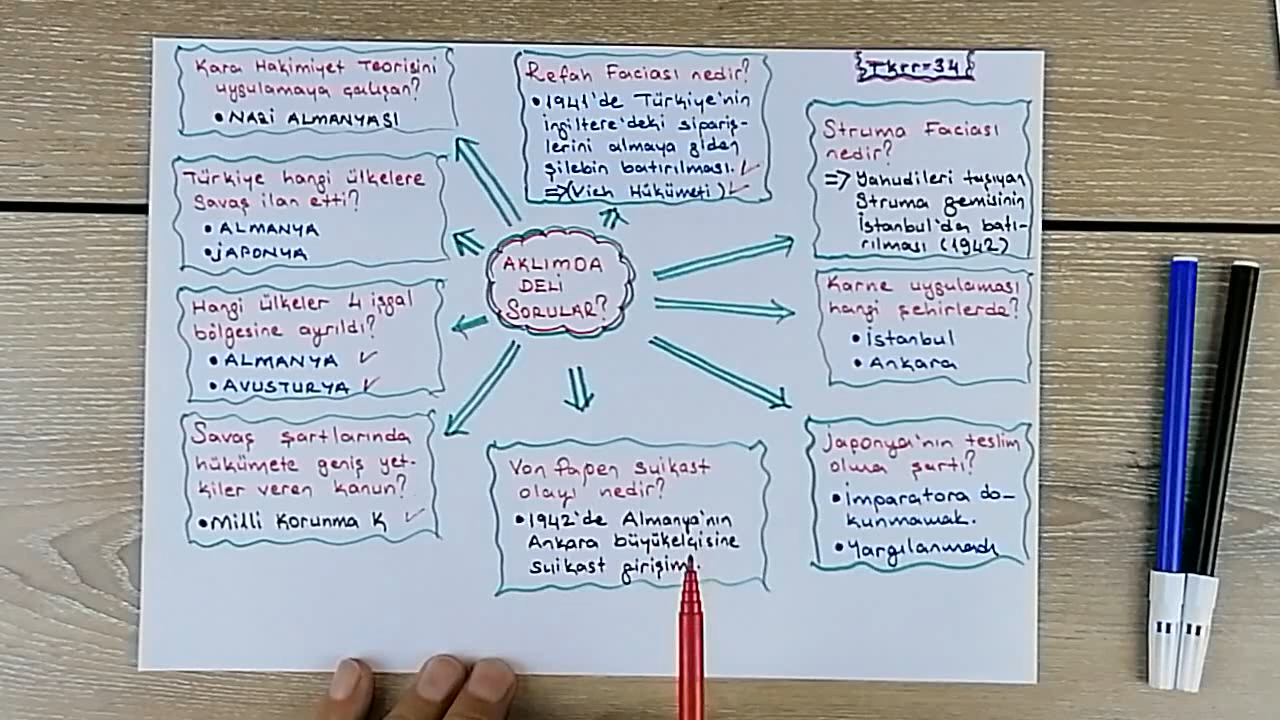 Kara Hakimiyet Teorisini
uygulamaya çalışan?
• NAZİ ALMANYASI
Türkiye hangi ülkelere
Savaş ilan etti?
• ALMANYA
• JAPONYA
Hangi ülkeler 4 işgal
bölgesine ayrıldı?
• ALMANYA ✓
• AVUSTURYA ✓
Savaş şartlarında
hükümete geniş yet-
kiler veren kanun?
• Milli Korunma K ✓
Refah Faciası nedir?
• 1941'de Türkiye'nin
İngiltere'deki sipariş-
lerini almaya giden
şilebin batırılması. ✓
⇒ (Vich Hükümeti) ✓
AKLIMDA
DELİ
SORULAR?
Von Papen suikast
olayı nedir?
• 1942'de Almanya'nın
Ankara büyükelçisine
suikast girişimi.
Tkrr=34
Struma Faciası
nedir?
⇒ Yahudileri taşıyan
Struma gemisinin
İstanbul'da batı-
rılması (1942)
Karne uygulaması
hangi şehirlerde?
• İstanbul
• Ankara
Japonya'nın teslim
olma şartı?
• İmparatora do-
kunmamak.